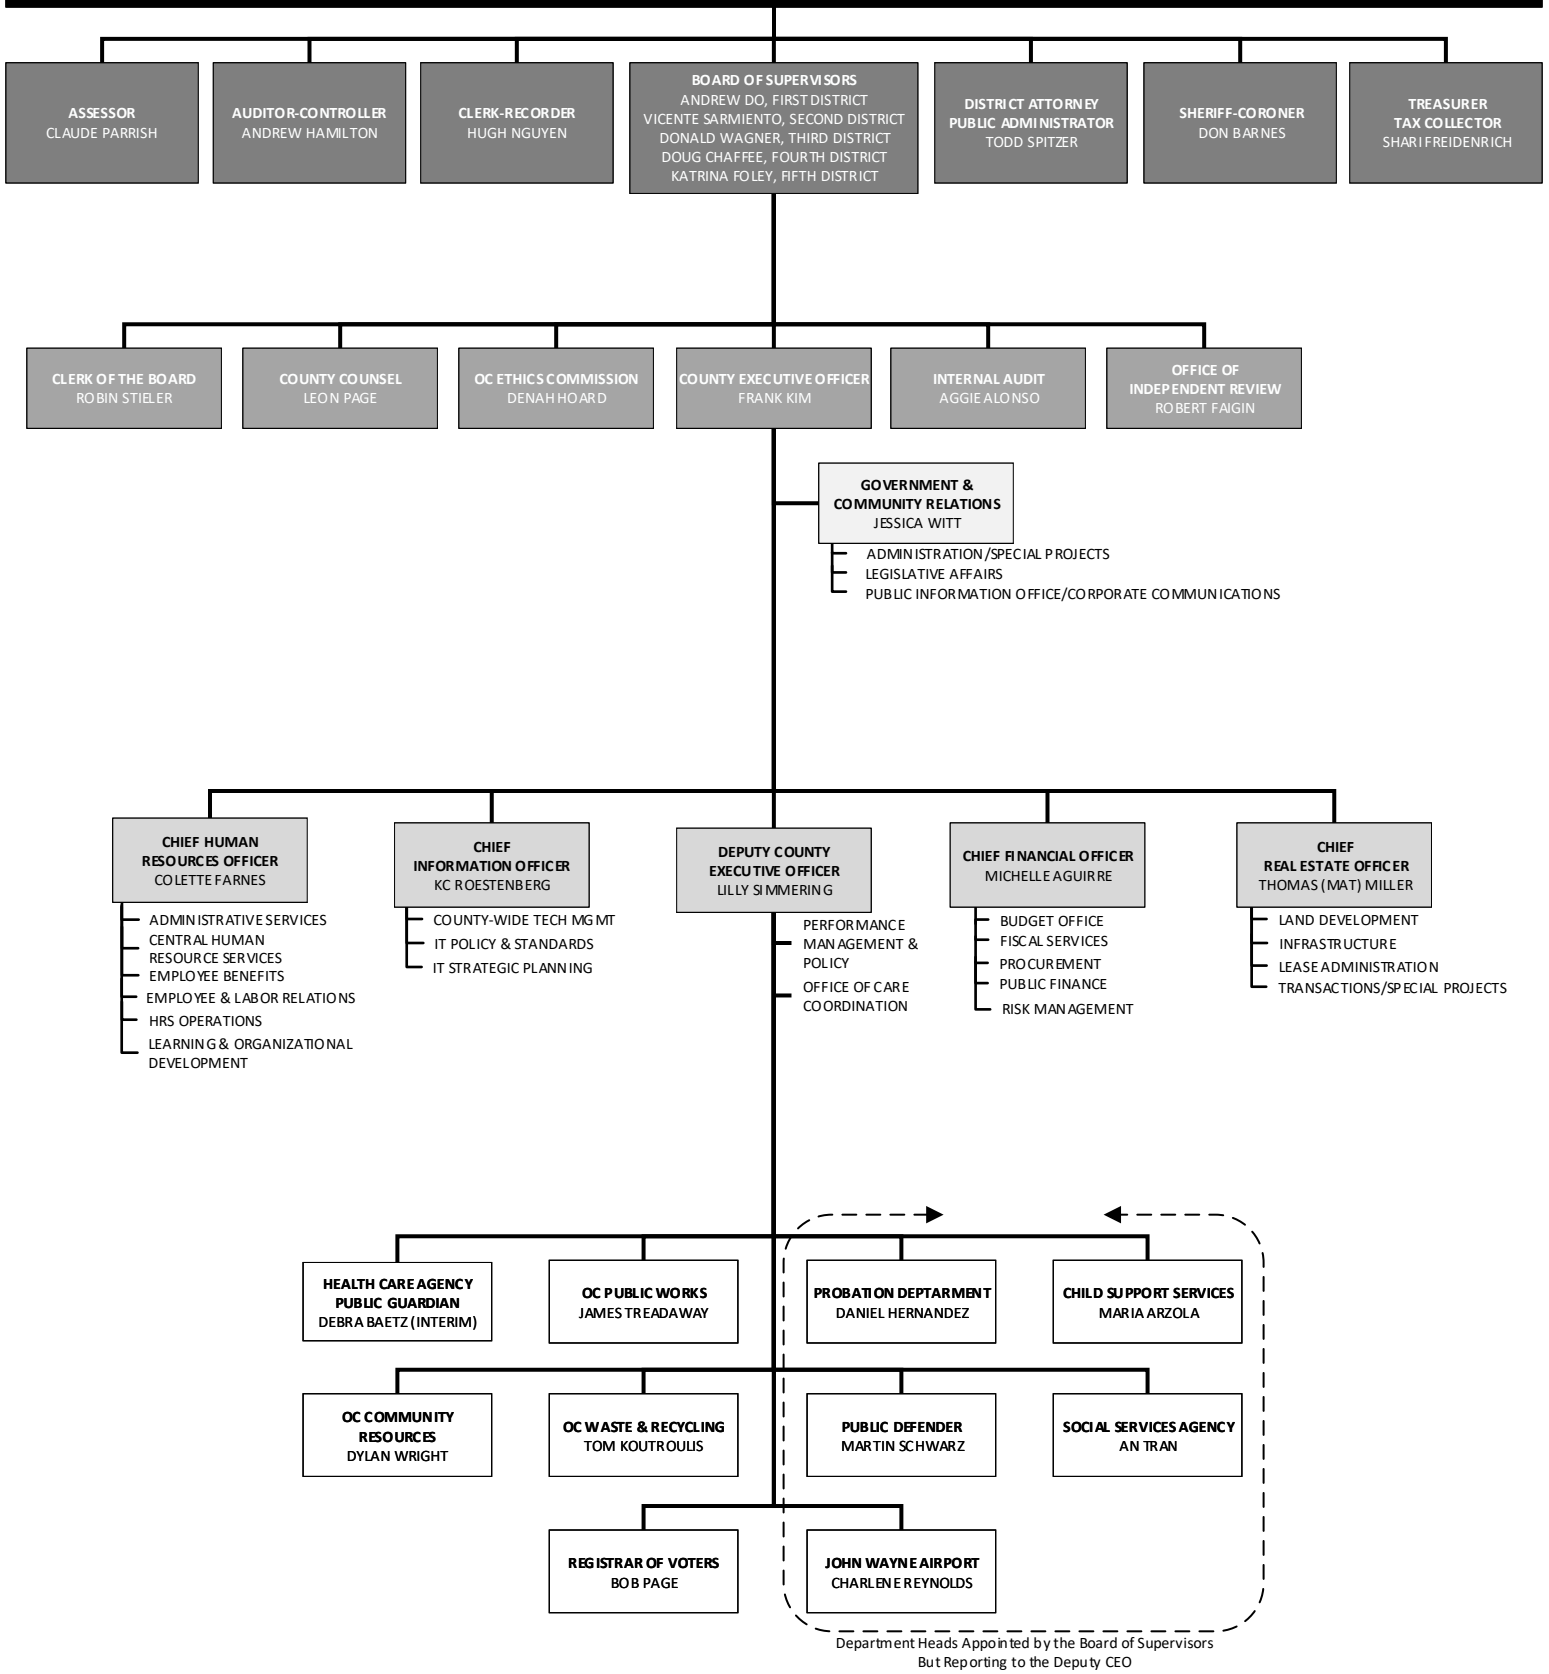 ASSESSOR
CLAUDE PARRISH
AUDITOR-CONTROLLER
ANDREW HAMILTON
CLERK-RECORDER
HUGH NGUYEN
BOARD OF SUPERVISORS
ANDREW DO, FIRST DISTRICT
VICENTE SARMIENTO, SECOND DISTRICT
DONALD WAGNER, THIRD DISTRICT
DOUG CHAFFEE, FOURTH DISTRICT
KATRINA FOLEY, FIFTH DISTRICT
DISTRICT ATTORNEY
PUBLIC ADMINISTRATOR
TODD SPITZER
SHERIFF-CORONER
DON BARNES
TREASURER
TAX COLLECTOR
SHARI FREIDENRICH
CLERK OF THE BOARD
ROBIN STIELER
COUNTY COUNSEL
LEON PAGE
OC ETHICS COMMISSION
DENAH HOARD
COUNTY EXECUTIVE OFFICER
FRANK KIM
INTERNAL AUDIT
AGGIE ALONSO
OFFICE OF
INDEPENDENT REVIEW
ROBERT FAIGIN
GOVERNMENT &
COMMUNITY RELATIONS
JESSICA WITT
ADMINISTRATION/SPECIAL PROJECTS
LEGISLATIVE AFFAIRS
PUBLIC INFORMATION OFFICE/CORPORATE COMMUNICATIONS
CHIEF HUMAN
RESOURCES OFFICER
COLETTE FARNES
ADMINISTRATIVE SERVICES
CENTRAL HUMAN
RESOURCE SERVICES
EMPLOYEE BENEFITS
EMPLOYEE & LABOR RELATIONS
HRS OPERATIONS
LEARNING & ORGANIZATIONAL
DEVELOPMENT
CHIEF
INFORMATION OFFICER
KC ROESTENBERG
COUNTY-WIDE TECH MGMT
IT POLICY & STANDARDS
IT STRATEGIC PLANNING
DEPUTY COUNTY
EXECUTIVE OFFICER
LILLY SIMMERING
PERFORMANCE
MANAGEMENT &
POLICY
OFFICE OF CARE
COORDINATION
CHIEF FINANCIAL OFFICER
MICHELLE AGUIRRE
BUDGET OFFICE
FISCAL SERVICES
PROCUREMENT
PUBLIC FINANCE
RISK MANAGEMENT
CHIEF
REAL ESTATE OFFICER
THOMAS (MAT) MILLER
LAND DEVELOPMENT
INFRASTRUCTURE
LEASE ADMINISTRATION
TRANSACTIONS/SPECIAL PROJECTS
HEALTH CARE AGENCY
PUBLIC GUARDIAN
DEBRA BAETZ (INTERIM)
OC PUBLIC WORKS
JAMES TREADAWAY
PROBATION DEPTARMENT
DANIEL HERNANDEZ
CHILD SUPPORT SERVICES
MARIA ARZOLA
OC COMMUNITY
RESOURCES
DYLAN WRIGHT
OC WASTE & RECYCLING
TOM KOUTROULIS
PUBLIC DEFENDER
MARTIN SCHWARZ
SOCIAL SERVICES AGENCY
AN TRAN
REGISTRAR OF VOTERS
BOB PAGE
JOHN WAYNE AIRPORT
CHARLENE REYNOLDS
Department Heads Appointed by the Board of Supervisors
But Reporting to the Deputy CEO